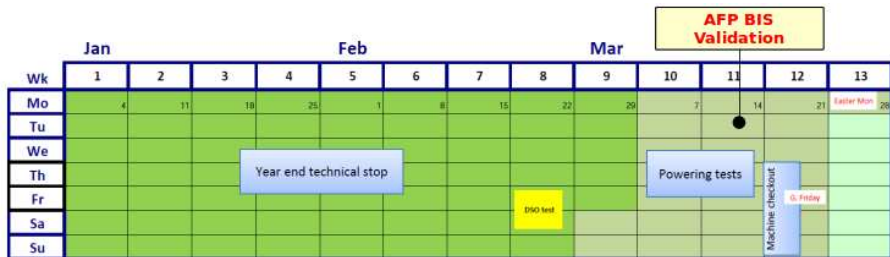 AFP BIS
Validation
Jan Feb Mar
Wk 1 2 3 4 5 6 7 8 9 10 11 12 13
Mo 4 11 18 25 1 8 15 22 29 7 14 21 Easter Mon 28
Tu
We
Th Year end technical stop Powering tests Machine checkout
Fr DSO test G. Friday
Sa
Su